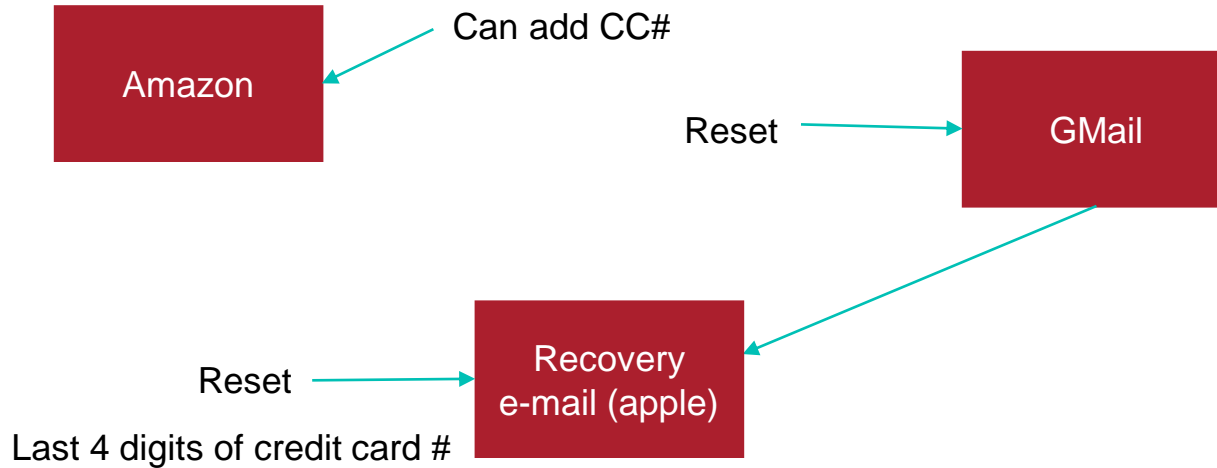 Can add CC#
Amazon
Reset
GMail
Recovery
e-mail (apple)
Reset
Last 4 digits of credit card #